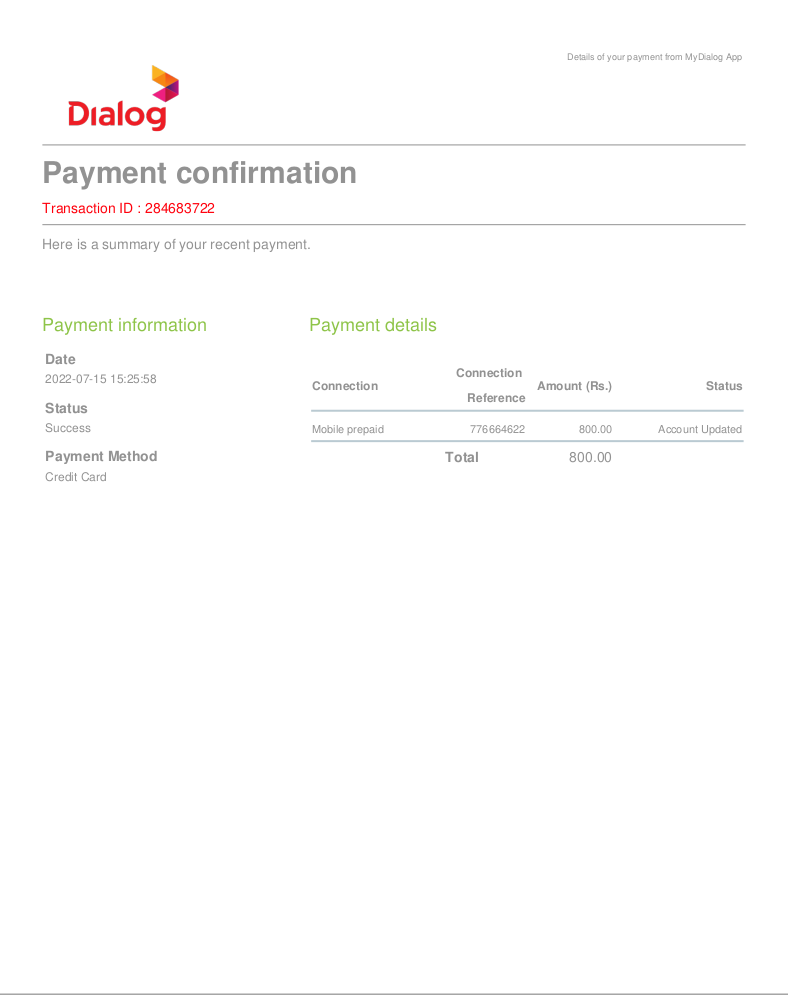 Details of your payment from MyDialog App
Dialog
Payment confirmation
Transaction ID : 284683722
Here is a summary of your recent payment.
Payment information
Date
2022-07-15 15:25:58
Status
Success
Payment Method
Credit Card
Payment details
Connection Connection Reference Amount (Rs.) Status
Mobile prepaid 776664622 800.00 Account Updated
Total 800.00